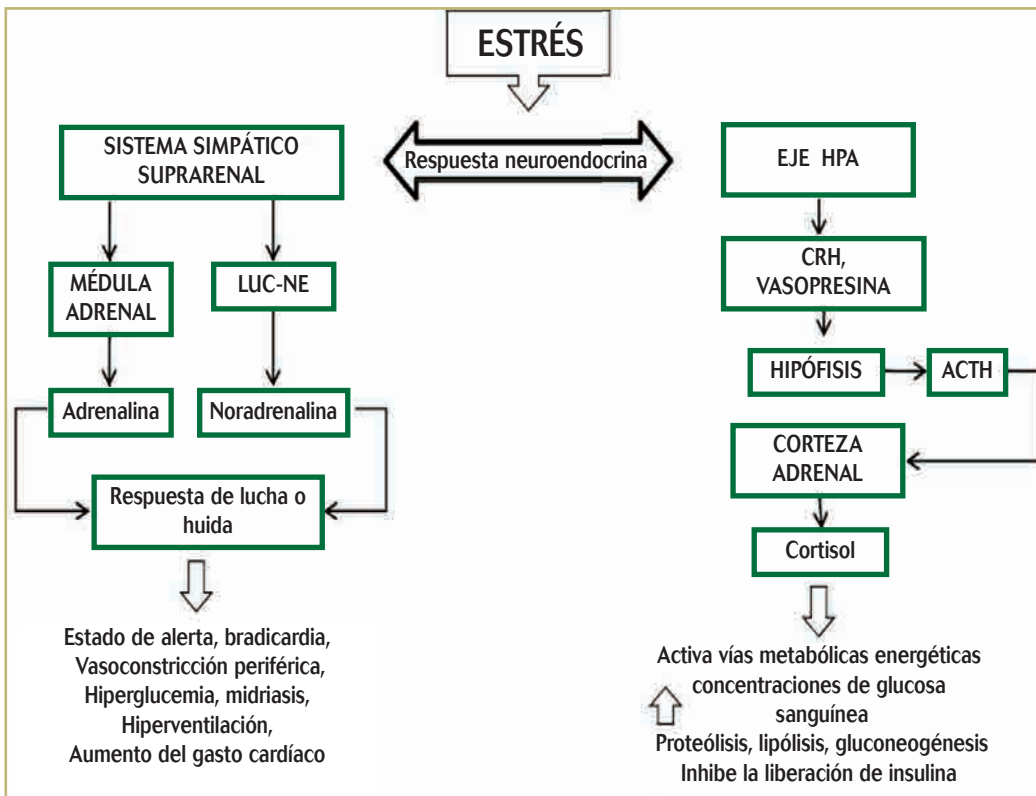 ESTRÉS
Respuesta neuroendocrina
SISTEMA SIMPÁTICO
SUPRARENAL
MÉDULA
ADRENAL
LUC-NE
Adrenalina
Noradrenalina
Respuesta de lucha o
huida
Estado de alerta, bradicardia,
Vasoconstricción periférica,
Hiperglucemia, midriasis,
Hiperventilación,
Aumento del gasto cardíaco
EJE HPA
CRH,
VASOPRESINA
HIPÓFISIS
ACTH
CORTEZA
ADRENAL
Cortisol
Activa vías metabólicas energéticas
concentraciones de glucosa
sanguínea
Proteólisis, lipólisis, gluconeogénesis
Inhibe la liberación de insulina